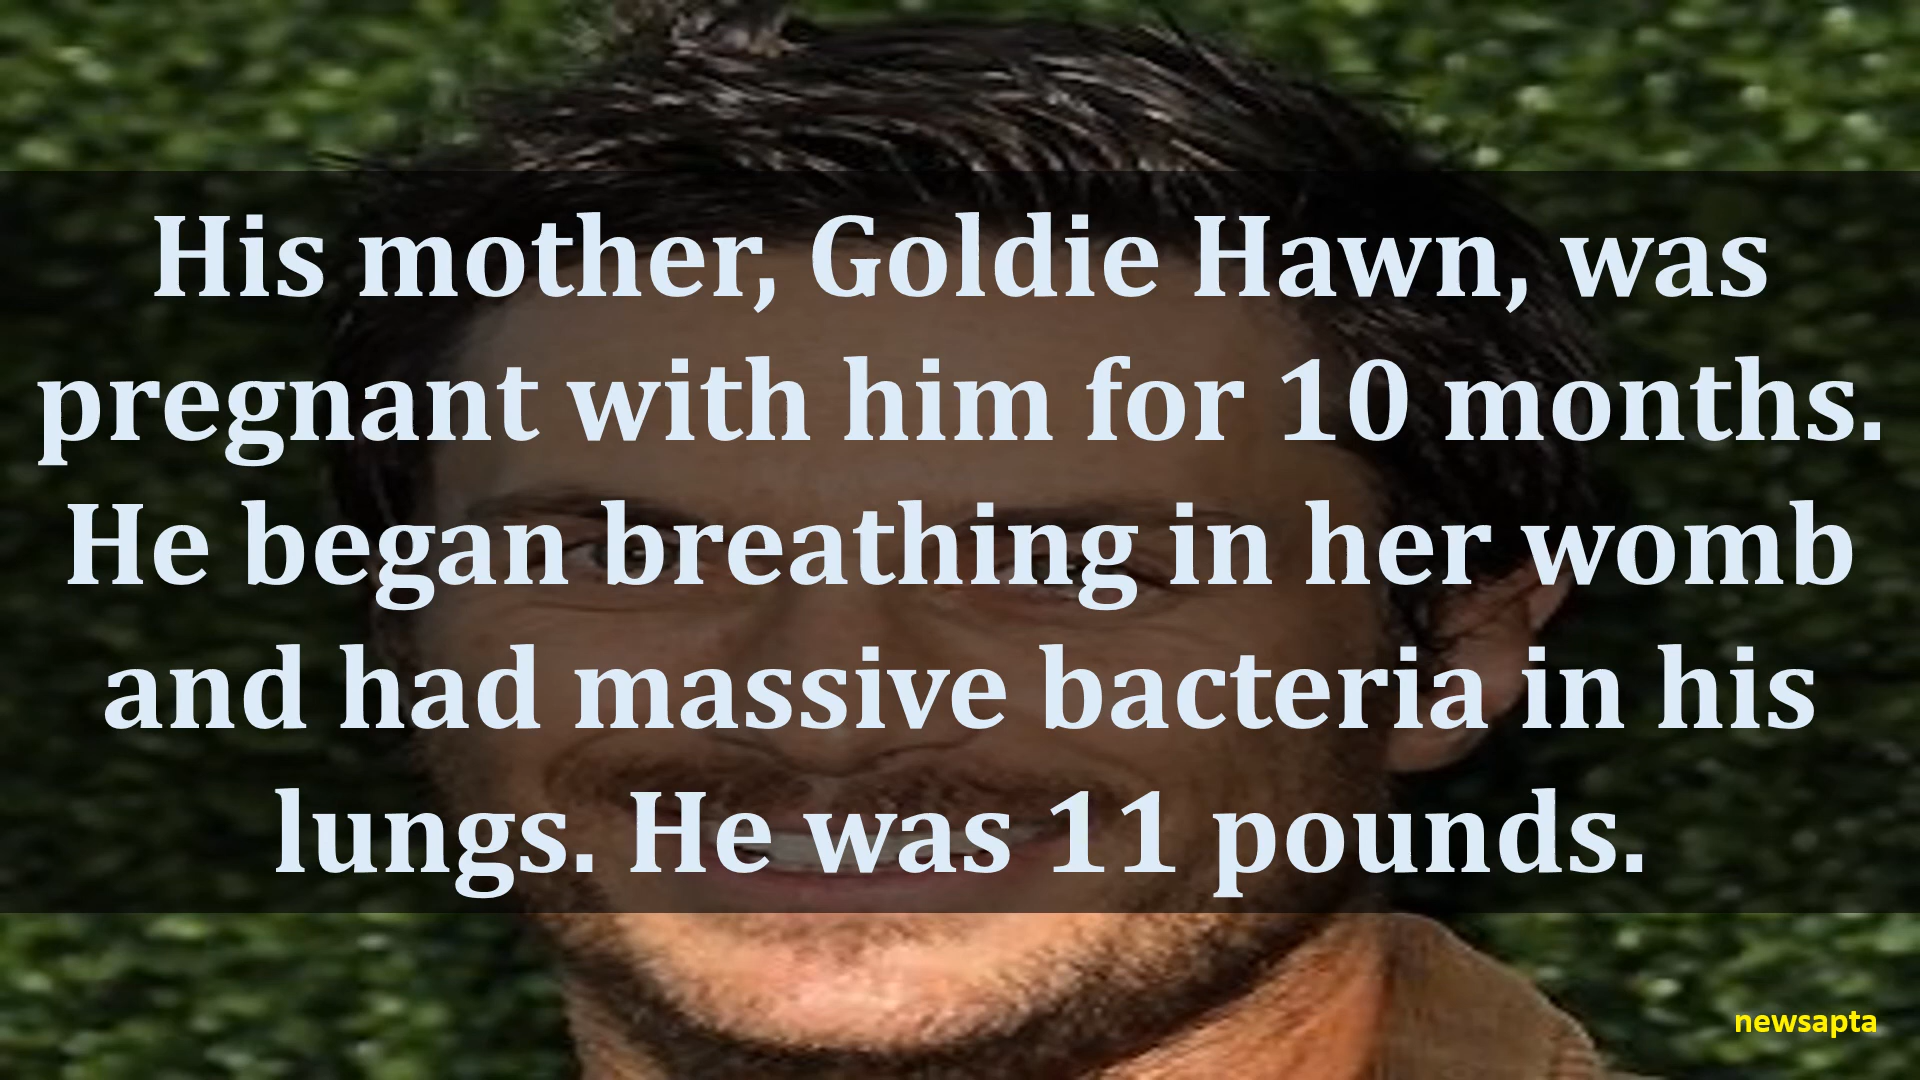 His mother, Goldie Hawn, was
pregnant with him for 10 months.
He began breathing in her womb
and had massive bacteria in his
lungs. He was 11 pounds.
newsapta